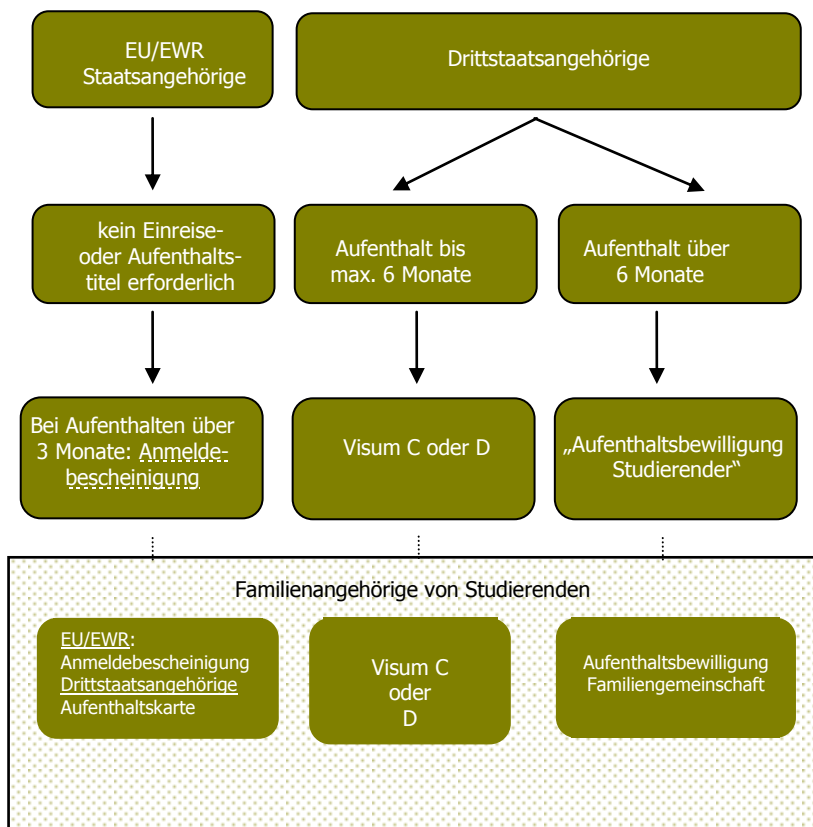 EU/EWR
Staatsangehörige
Drittstaatsangehörige
kein Einreise-
oder Aufenthalts-
titel erforderlich
Aufenthalt bis
max. 6 Monate
Aufenthalt über
6 Monate
Bei Aufenthalten über
3 Monate: Anmelde-
bescheinigung
Visum C oder D
„Aufenthaltsbewilligung
Studierender“
Familienangehörige von Studierenden
EU/EWR:
Anmeldebescheinigung
Drittstaatsangehörige
Aufenthaltskarte
Visum C
oder
D
Aufenthaltsbewilligung
Familiengemeinschaft